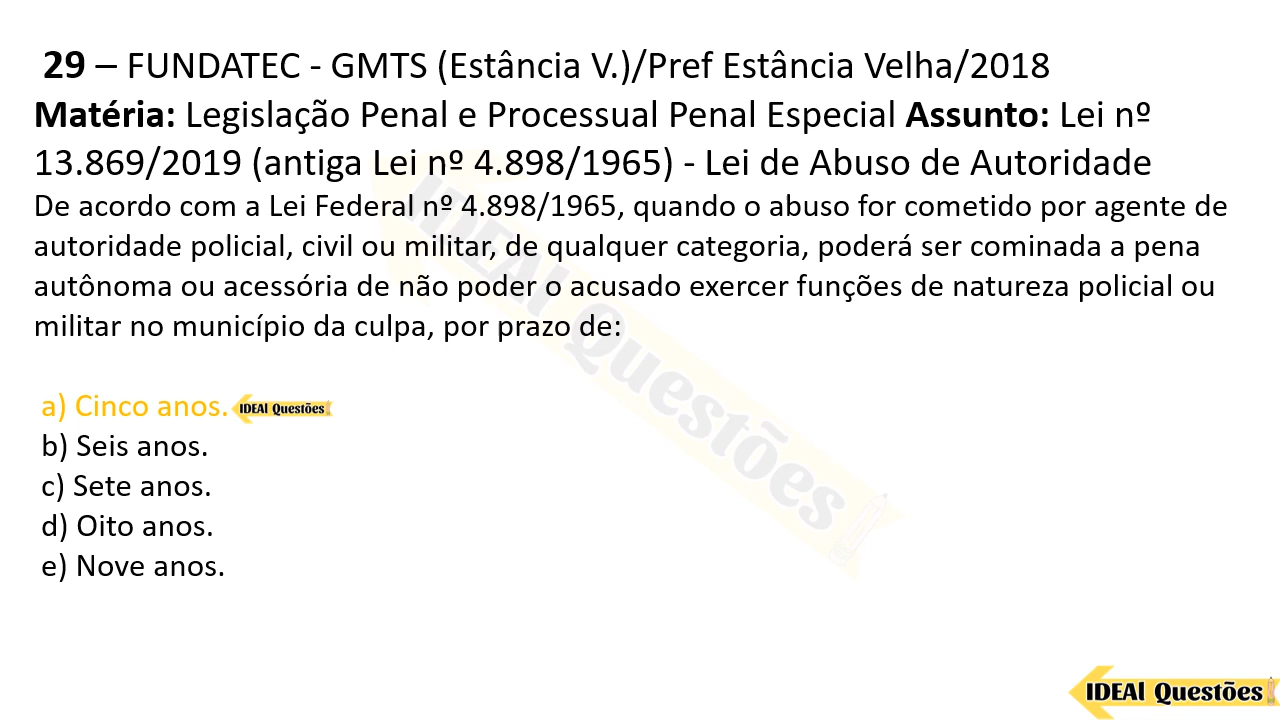 29 – FUNDATEC - GMTS (Estância V.)/Pref Estância Velha/2018
Matéria: Legislação Penal e Processual Penal Especial Assunto: Lei nº
13.869/2019 (antiga Lei nº 4.898/1965) - Lei de Abuso de Autoridade
De acordo com a Lei Federal nº 4.898/1965, quando o abuso for cometido por agente de
autoridade policial, civil ou militar, de qualquer categoria, poderá ser cominada a pena
autônoma ou acessória de não poder o acusado exercer funções de natureza policial ou
militar no município da culpa, por prazo de:
a) Cinco anos. IDEAl Questões
b) Seis anos.
c) Sete anos.
d) Oito anos.
e) Nove anos.
IDEAl Questões
IDEAl Questões